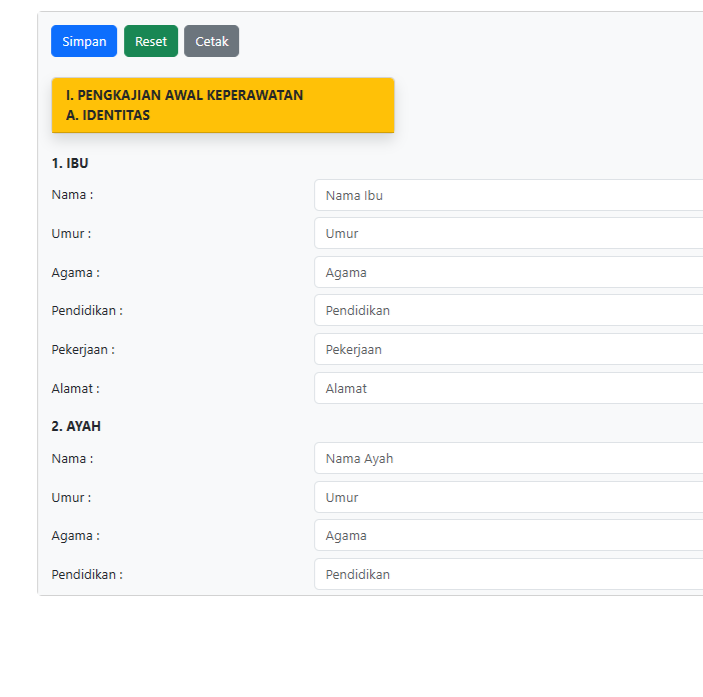 Simpan Reset Cetak
I. PENGKAJIAN AWAL KEPERAWATAN
A. IDENTITAS
1. IBU
Nama : Nama Ibu
Umur : Umur
Agama : Agama
Pendidikan : Pendidikan
Pekerjaan : Pekerjaan
Alamat : Alamat
2. AYAH
Nama : Nama Ayah
Umur : Umur
Agama : Agama
Pendidikan : Pendidikan